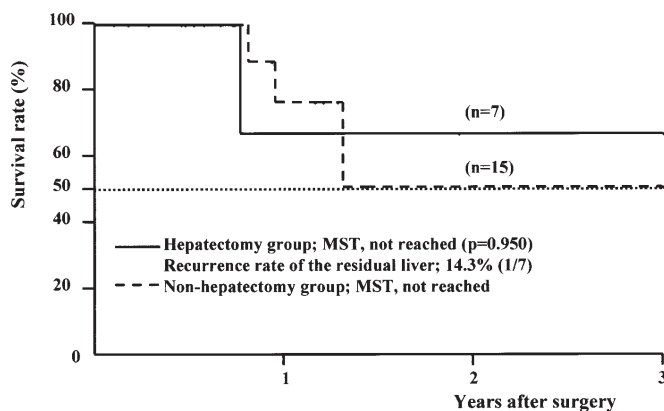 Survival rate (%)
100
80
60
50
40
20
0
(n=7)
(n=15)
Hepatectomy group; MST, not reached (p=0.950)
Recurrence rate of the residual liver; 14.3% (1/7)
Non-hepatectomy group; MST, not reached
1
2
3
Years after surgery